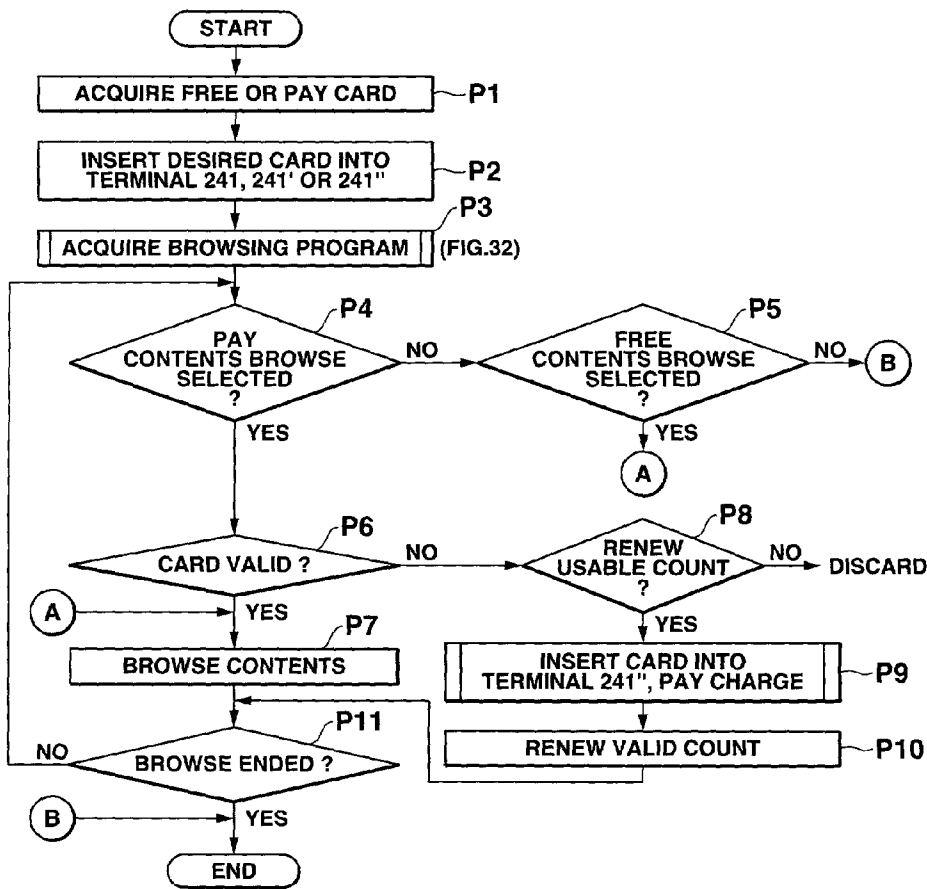 START
ACQUIRE FREE OR PAY CARD
P1
INSERT DESIRED CARD INTO
TERMINAL 241, 241' OR 241"
P2
P3
ACQUIRE BROWSING PROGRAM
(FIG.32)
P4
PAY
CONTENTS BROWSE
SELECTED
?
NO
YES
P5
FREE
CONTENTS BROWSE
SELECTED
?
NO
B
YES
A
P6
CARD VALID ?
NO
YES
A
P8
RENEW
USABLE COUNT
?
NO
DISCARD
YES
P7
BROWSE CONTENTS
INSERT CARD INTO
TERMINAL 241", PAY CHARGE
P9
RENEW VALID COUNT
P10
P11
BROWSE ENDED ?
NO
YES
B
END